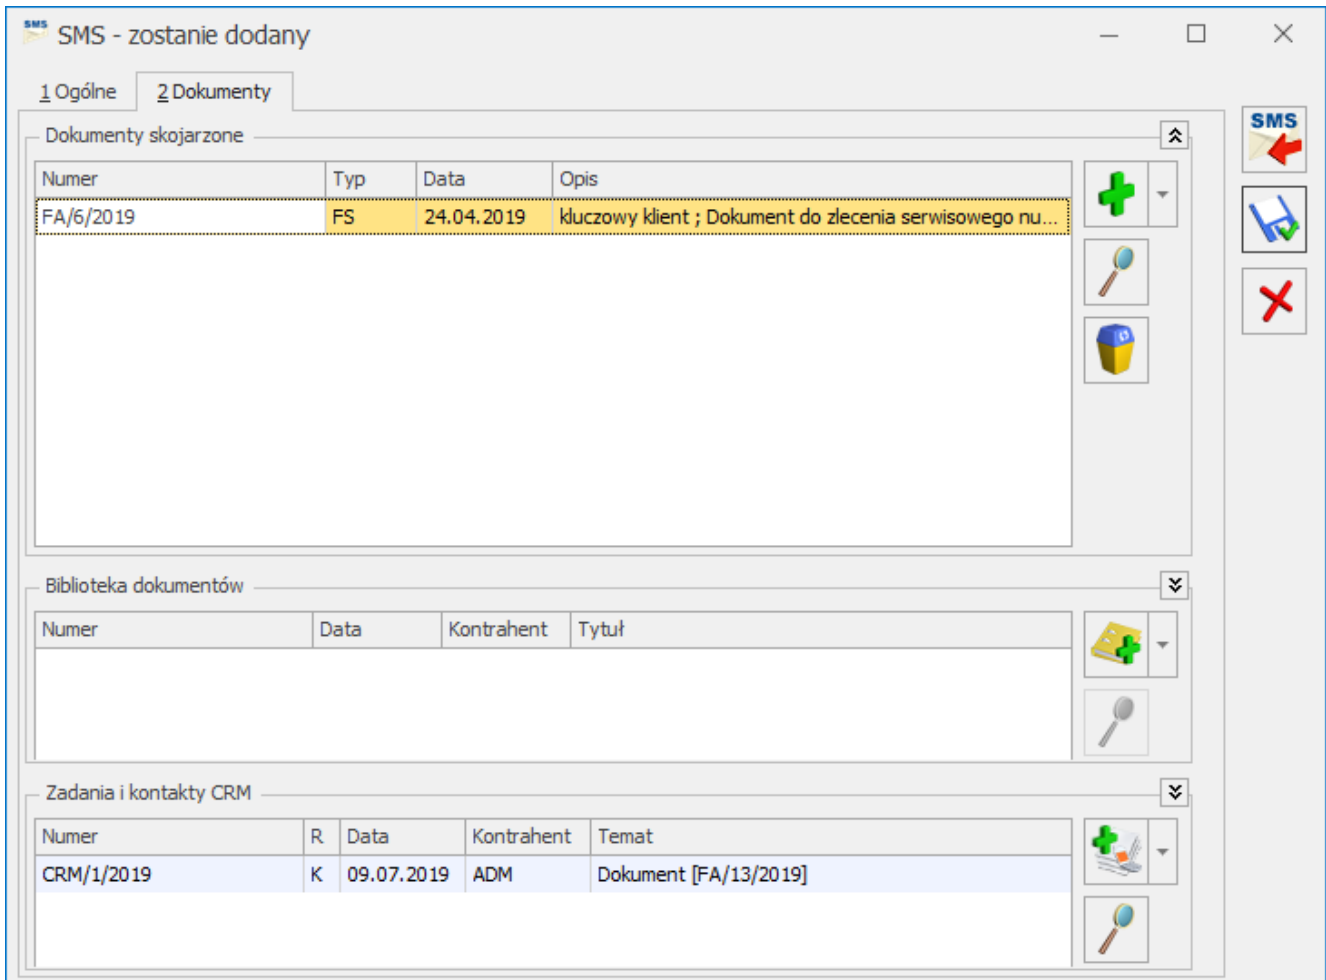 SMS SMS - zostanie dodany
1 Ogólne 2 Dokumenty
Dokumenty skojarzone
SMS
Numer Typ Data Opis
FA/6/2019 FS 24.04.2019 kluczowy klient ; Dokument do zlecenia serwisowego nu...
Biblioteka dokumentów
Numer Data Kontrahent Tytuł
Zadania i kontakty CRM
Numer R Data Kontrahent Temat
CRM/1/2019 K 09.07.2019 ADM Dokument [FA/13/2019]